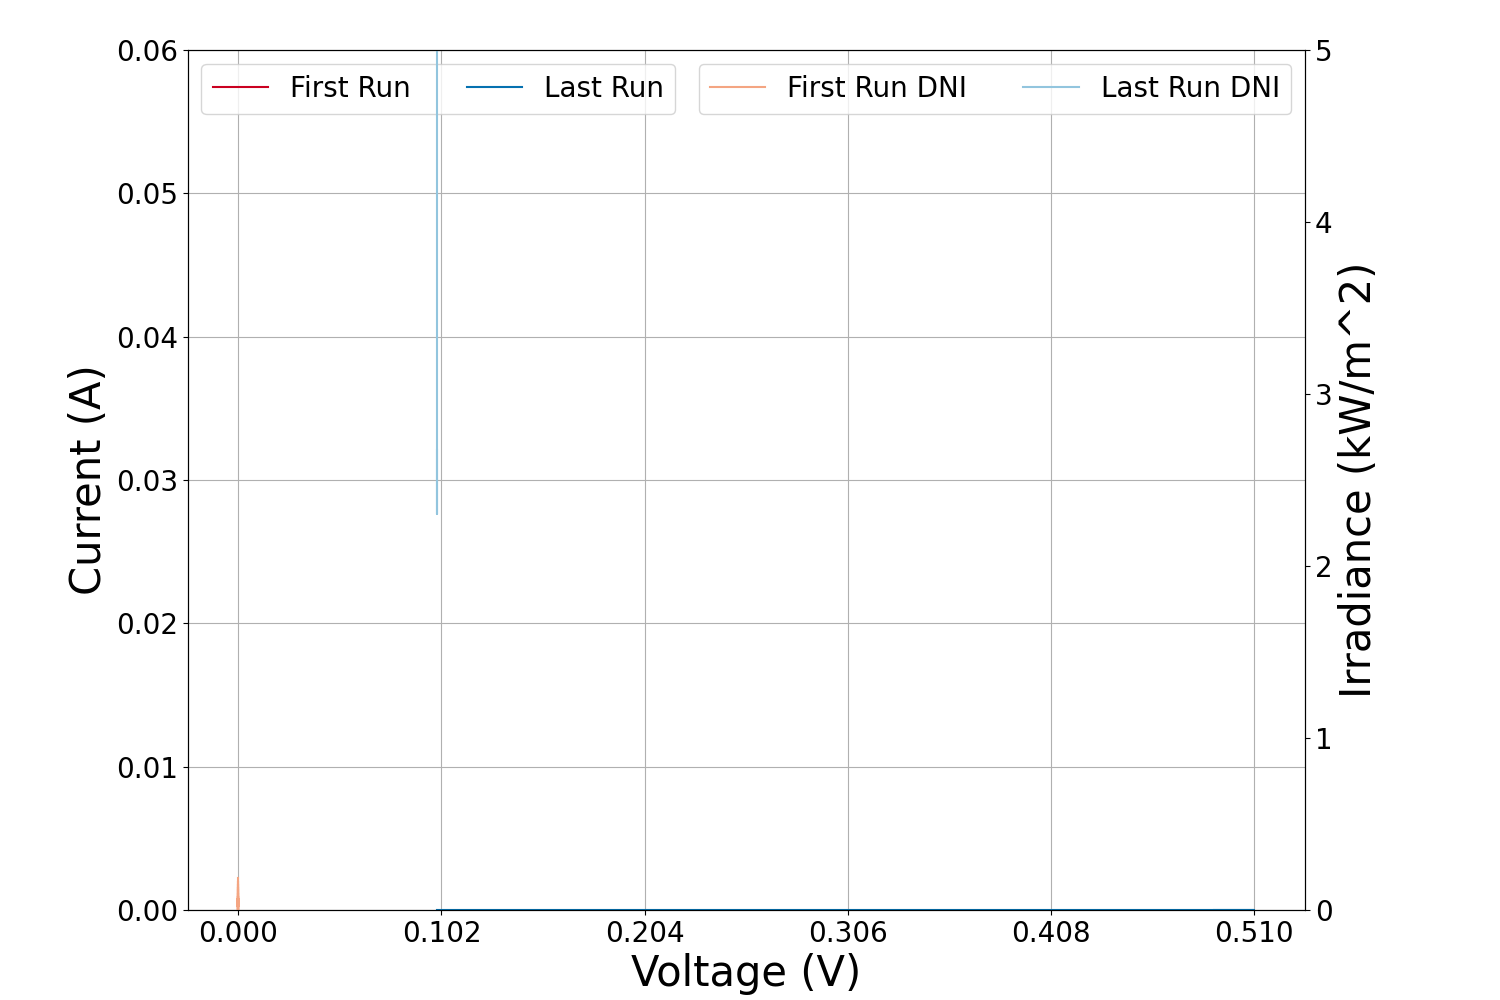 First Run
Last Run
First Run DNI
Last Run DNI
0.06
0.05
0.04
0.03
0.02
0.01
0.00
Current (A)
5
4
3
2
1
0
Irradiance (kW/m^2)
0.000 0.102 0.204 0.306 0.408 0.510
Voltage (V)